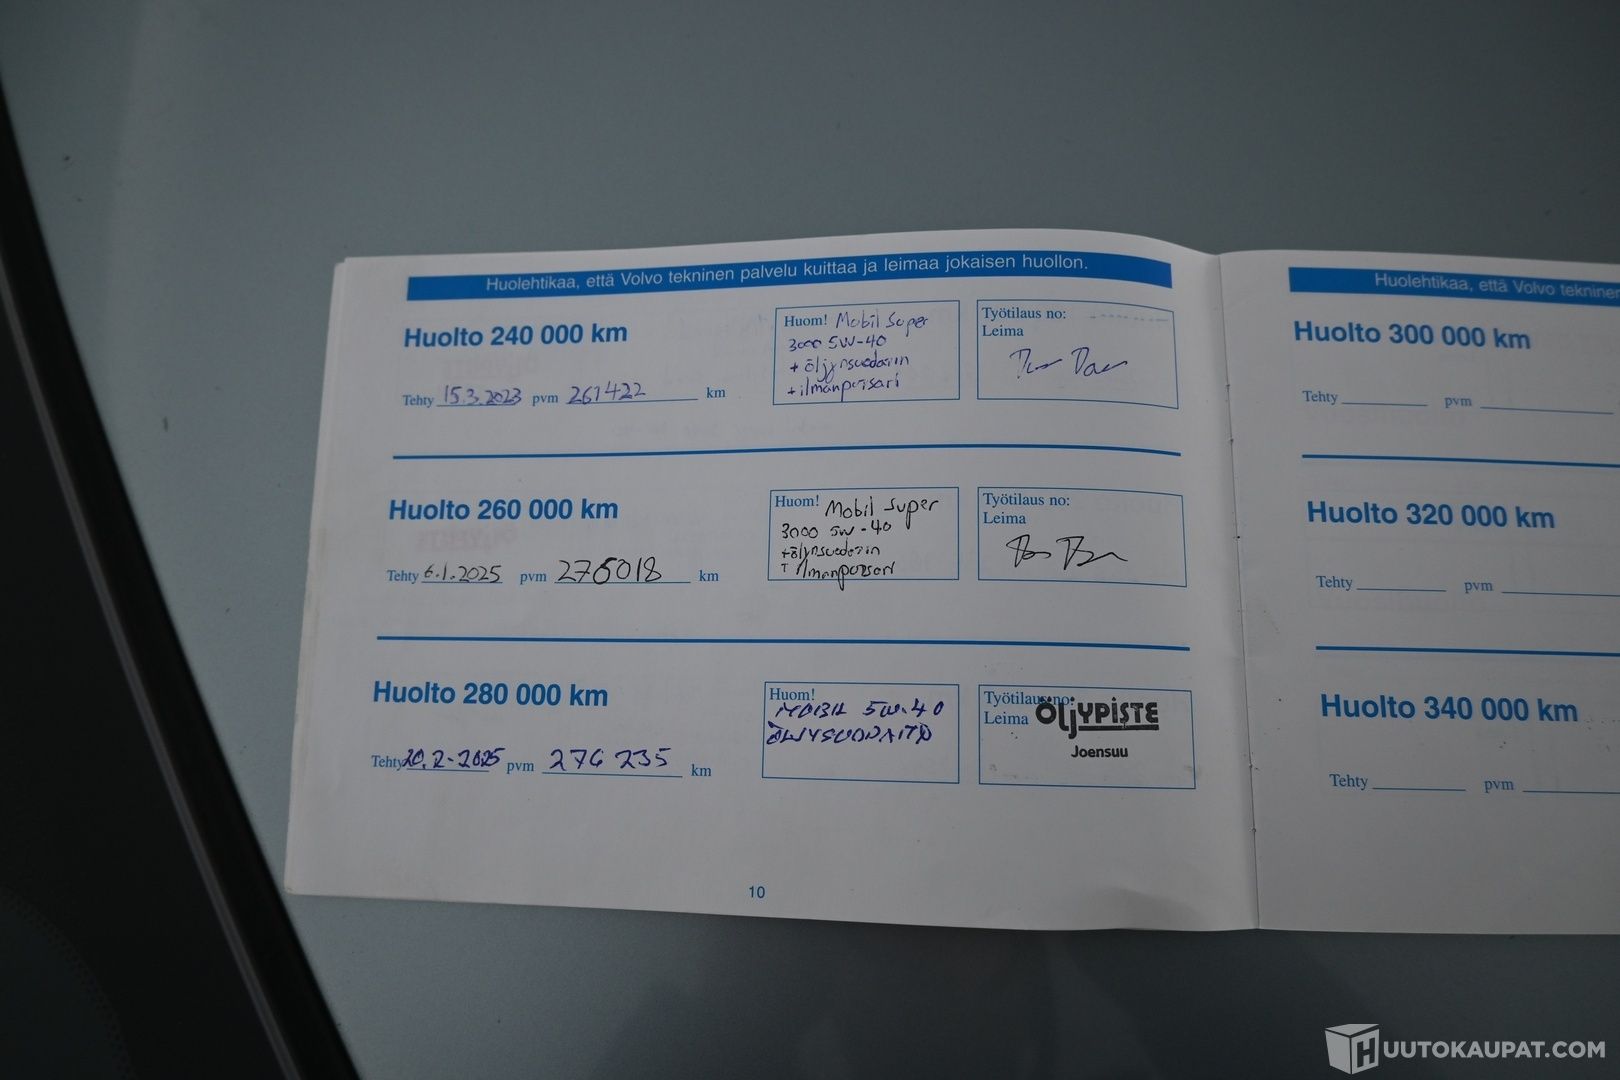 Huolehtikaa, että Volvo tekninen palvelu kuittaa ja leimaa jokaisen huollon.
Huolto 240 000 km
Tehty 15.3.2023 pvm 261422 km
Huom! Mobil Super
3000 5W-40
+ öljynsuodatin
+ ilmanpuusari
Työtilaus no:
Leima
Huolto 260 000 km
Tehty 6.1.2025 pvm 276018 km
Huom! Mobil Super
3000 5W-40
+ öljynsuodatin
+ ilmanpuusari
Työtilaus no:
Leima
Huolto 280 000 km
Tehty 20.2-2025 pvm 276 235 km
Huom!
MOBIL 5W-40
Työtilaus no:
Leima ÖljYPISTE
Joensuu
10
Huolehtikaa, että Volvo tekninen
Huolto 300 000 km
Tehty pvm
Huolto 320 000 km
Tehty pvm
Huolto 340 000 km
Tehty pvm
HUUTOKAUPAT.COM